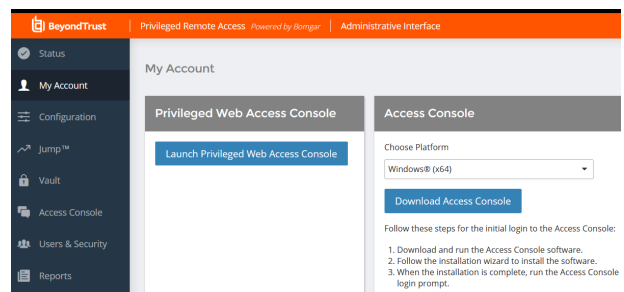 BeyondTrust Privileged Remote Access Powered by Bomgar Administrative Interface
Status
My Account
Configuration
Jump™
Vault
Access Console
Users & Security
Reports
My Account
Privileged Web Access Console
Launch Privileged Web Access Console
Access Console
Choose Platform
Windows® (x64)
Download Access Console
Follow these steps for the initial login to the Access Console:
1. Download and run the Access Console software.
2. Follow the installation wizard to install the software.
3. When the installation is complete, run the Access Console
login prompt.